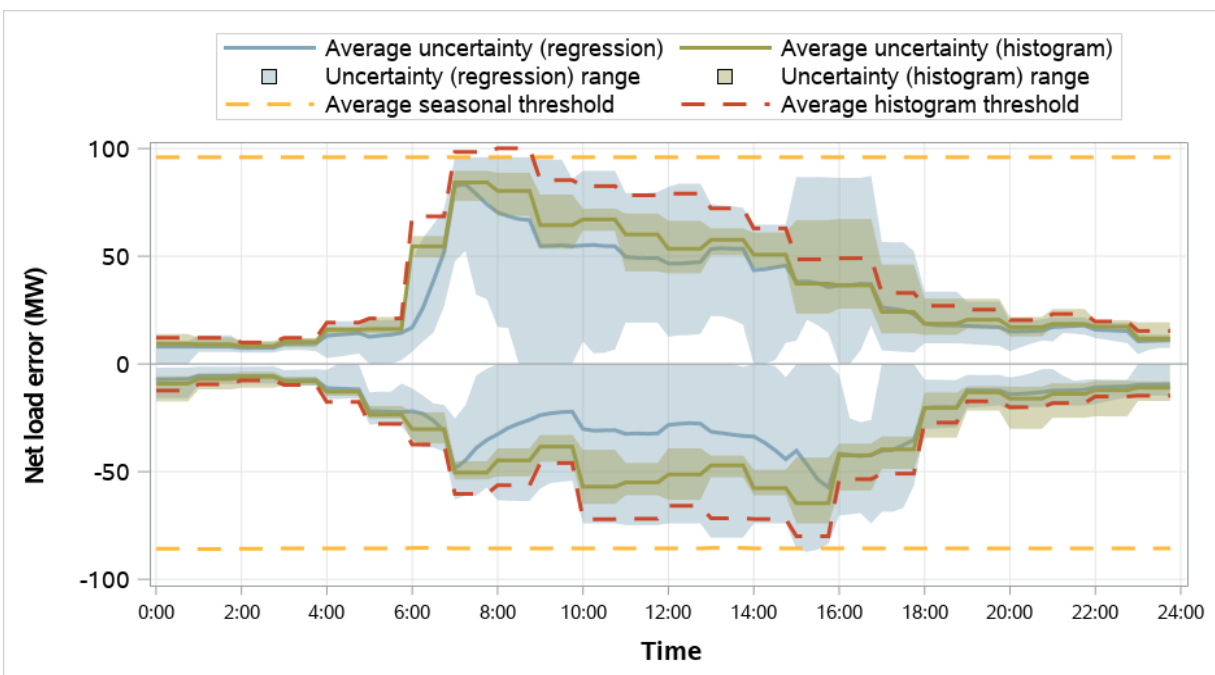 Average uncertainty (regression) Average uncertainty (histogram)
Uncertainty (regression) range Uncertainty (histogram) range
Average seasonal threshold Average histogram threshold
Net load error (MW)
100
50
0
-50
-100
0:00 2:00 4:00 6:00 8:00 10:00 12:00 14:00 16:00 18:00 20:00 22:00 24:00
Time